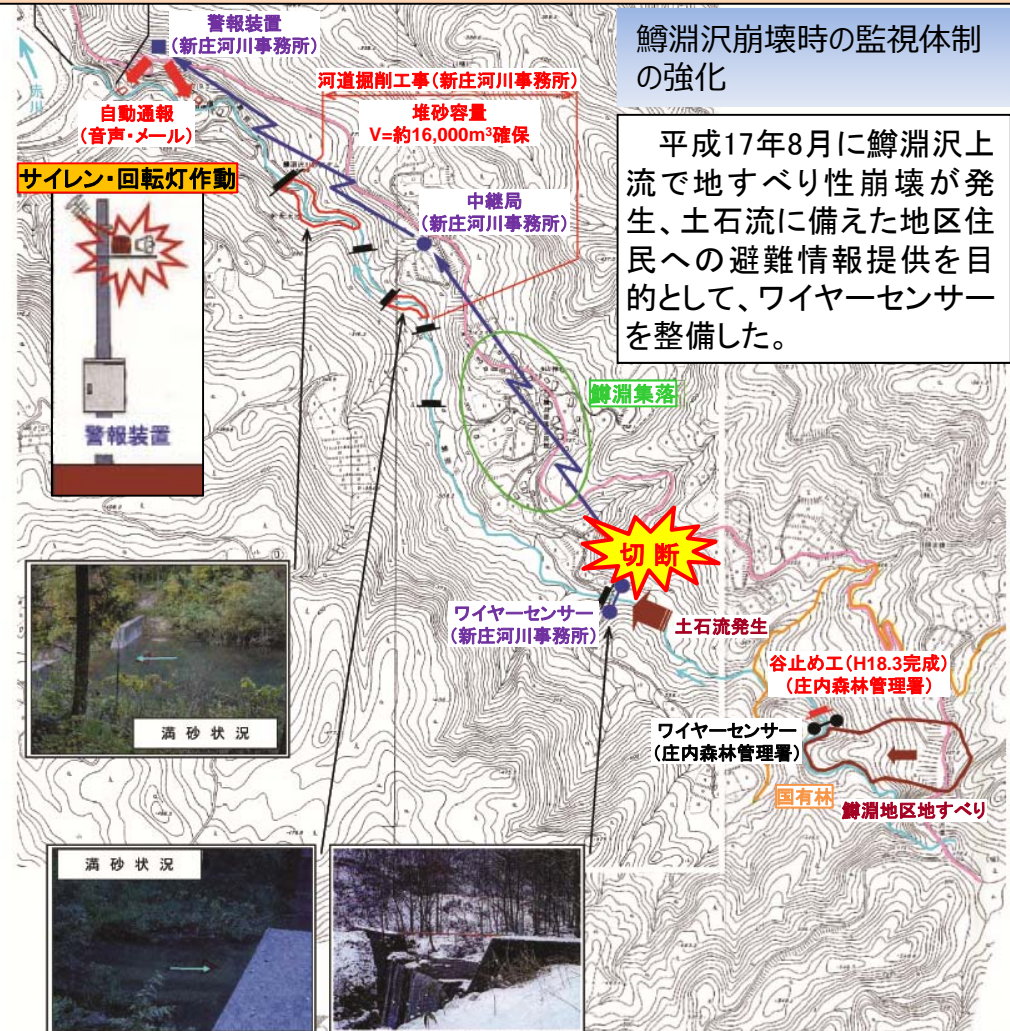 鱒淵沢崩壊時の監視体制
の強化
平成17年8月に鱒淵沢上
流で地すべり性崩壊が発
生、土石流に備えた地区住
民への避難情報提供を目
的として、ワイヤーセンサー
を整備した。
警報装置
(新庄河川事務所)
赤川
自動通報
(音声・メール)
サイレン・回転灯作動
警報装置
河道掘削工事(新庄河川事務所)
堆砂容量
V=約16,000m³確保
中継局
(新庄河川事務所)
鱒淵集落
切断
ワイヤーセンサー
(新庄河川事務所)
土石流発生
谷止め工(H18.3完成)
(庄内森林管理署)
ワイヤーセンサー
(庄内森林管理署)
国有林
鱒淵地区地すべり
満砂状況
満砂状況